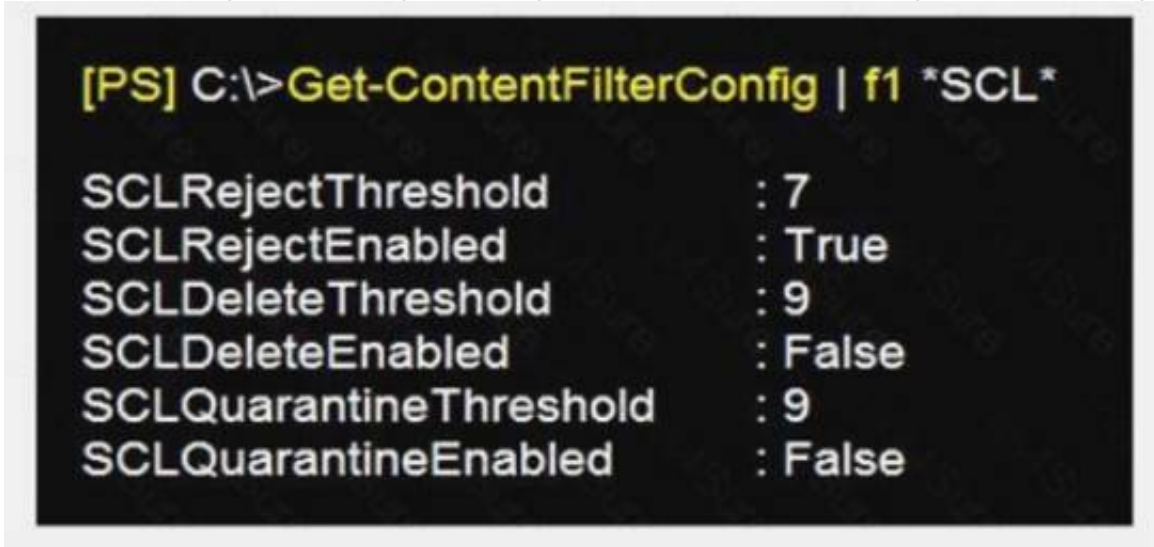 [PS] C:\>Get-ContentFilterConfig | f1 *SCL*
SCLRejectThreshold : 7
SCLRejectEnabled : True
SCLDeleteThreshold : 9
SCLDeleteEnabled : False
SCLQuarantineThreshold : 9
SCLQuarantineEnabled : False